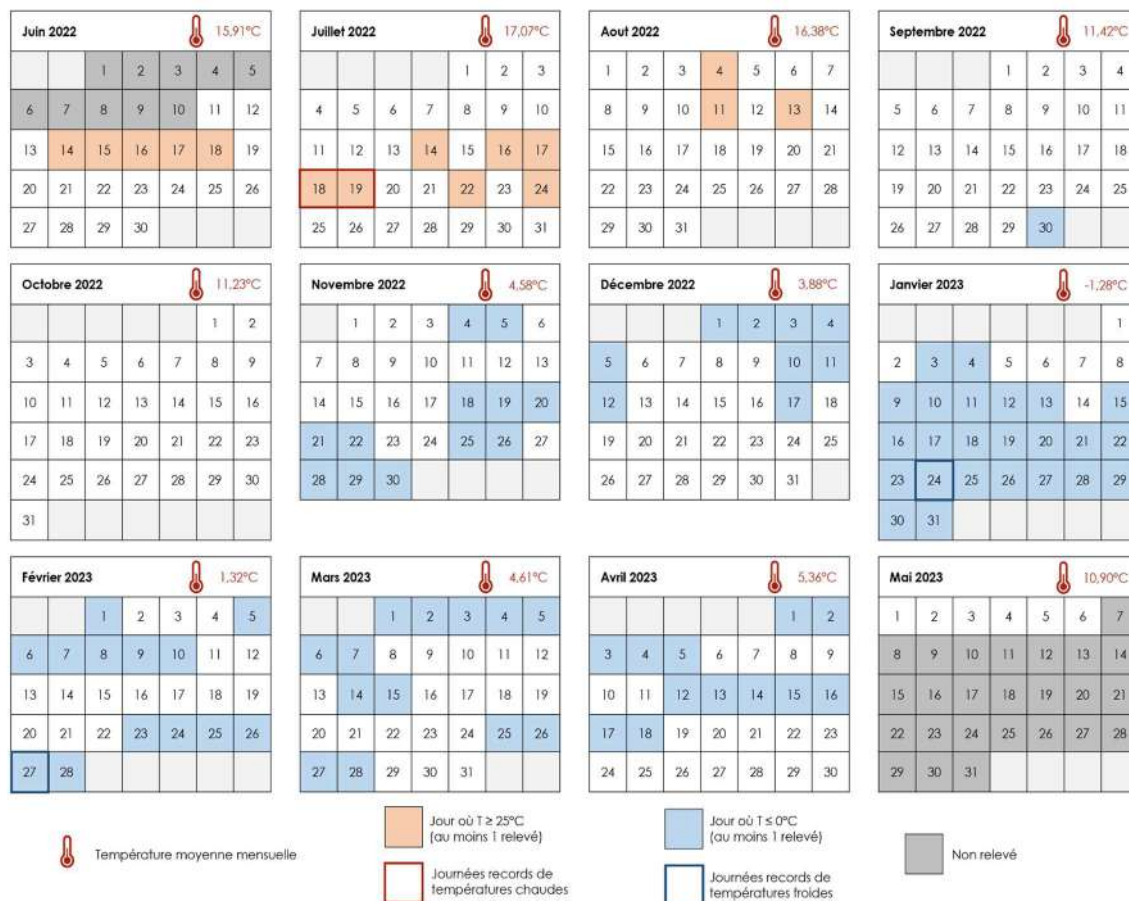 Juin 2022 15,91°C
1 2 3 4 5
6 7 8 9 10 11 12
13 14 15 16 17 18 19
20 21 22 23 24 25 26
27 28 29 30
Juillet 2022 17,07°C
1 2 3
4 5 6 7 8 9 10
11 12 13 14 15 16 17
18 19 20 21 22 23 24
25 26 27 28 29 30 31
Aout 2022 16,38°C
1 2 3 4 5 6 7
8 9 10 11 12 13 14
15 16 17 18 19 20 21
22 23 24 25 26 27 28
29 30 31
Septembre 2022 11,42°C
1 2 3 4
5 6 7 8 9 10 11
12 13 14 15 16 17 18
19 20 21 22 23 24 25
26 27 28 29 30
Octobre 2022 11,23°C
1 2
3 4 5 6 7 8 9
10 11 12 13 14 15 16
17 18 19 20 21 22 23
24 25 26 27 28 29 30
31
Novembre 2022 4,58°C
1 2 3 4 5 6
7 8 9 10 11 12 13
14 15 16 17 18 19 20
21 22 23 24 25 26 27
28 29 30
Décembre 2022 3,88°C
1 2 3 4
5 6 7 8 9 10 11
12 13 14 15 16 17 18
19 20 21 22 23 24 25
26 27 28 29 30 31
Janvier 2023 -1,28°C
1
2 3 4 5 6 7 8
9 10 11 12 13 14 15
16 17 18 19 20 21 22
23 24 25 26 27 28 29
30 31
Février 2023 1,32°C
1 2 3 4 5
6 7 8 9 10 11 12
13 14 15 16 17 18 19
20 21 22 23 24 25 26
27 28
Mars 2023 4,61°C
1 2 3 4 5
6 7 8 9 10 11 12
13 14 15 16 17 18 19
20 21 22 23 24 25 26
27 28 29 30 31
Avril 2023 5,36°C
1 2
3 4 5 6 7 8 9
10 11 12 13 14 15 16
17 18 19 20 21 22 23
24 25 26 27 28 29 30
Mai 2023 10,90°C
1 2 3 4 5 6 7
8 9 10 11 12 13 14
15 16 17 18 19 20 21
22 23 24 25 26 27 28
29 30 31
Température moyenne mensuelle
Jour où T ≥ 25°C
(au moins 1 relevé)
Journées records de
températures chaudes
Jour où T ≤ 0°C
(au moins 1 relevé)
Journées records de
températures froides
Non relevé